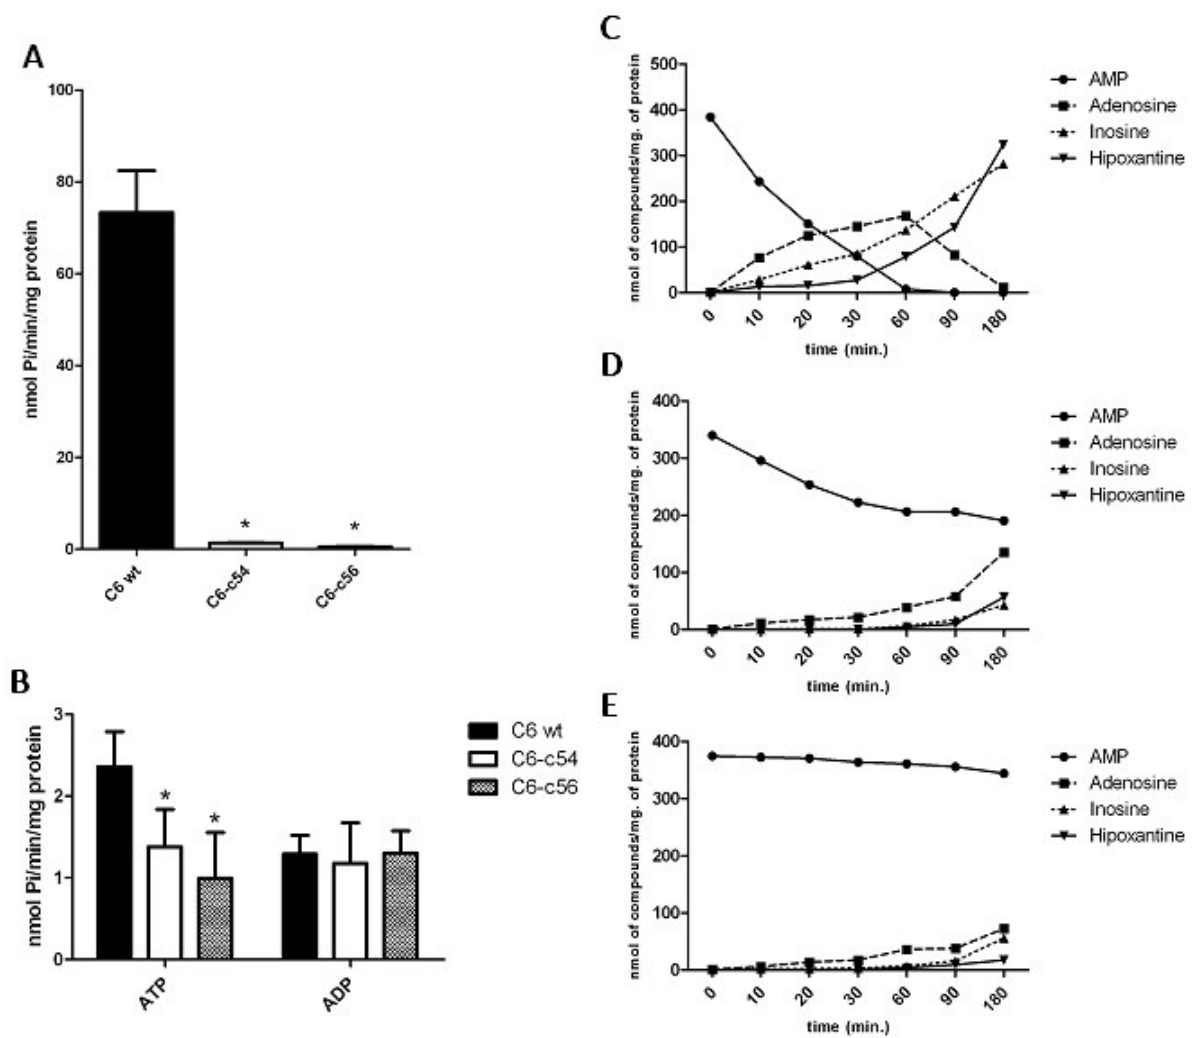 A
100
80
60
40
20
0
nmol Pi/min/mg protein
*
*
C6 wt
C6-c54
C6-c56
B
3
2
1
0
nmol Pi/min/mg protein
*
*
ATP
ADP
C6 wt
C6-c54
C6-c56
C
500
400
300
200
100
0
nmol of compounds/mg. of protein
0
10
20
30
60
90
180
time (min.)
AMP
Adenosine
Inosine
Hipoxantine
D
400
300
200
100
0
nmol of compounds/mg. of protein
0
10
20
30
60
90
180
time (min.)
AMP
Adenosine
Inosine
Hipoxantine
E
400
300
200
100
0
nmol of compounds/mg. of protein
0
10
20
30
60
90
180
time (min.)
AMP
Adenosine
Inosine
Hipoxantine